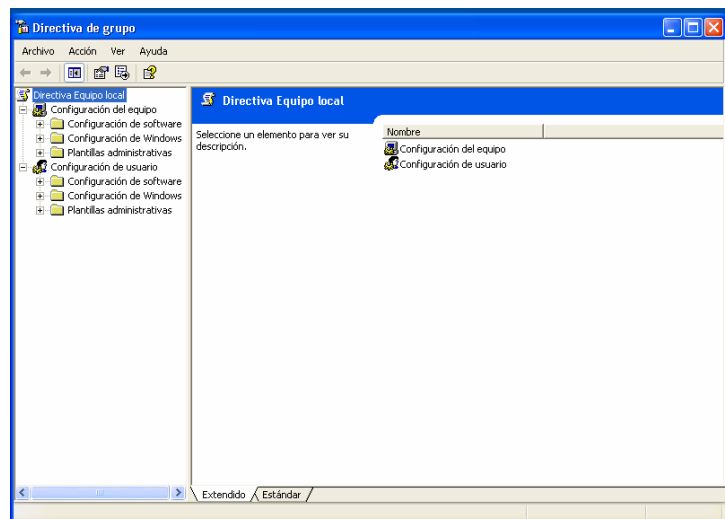 Directiva de grupo
Archivo Acción Ver Ayuda
Directiva Equipo local
Configuración del equipo
Configuración de software
Configuración de Windows
Plantillas administrativas
Configuración de usuario
Configuración de software
Configuración de Windows
Plantillas administrativas
Directiva Equipo local
Seleccione un elemento para ver su
descripción.
Nombre
Configuración del equipo
Configuración de usuario
Extendido Estándar